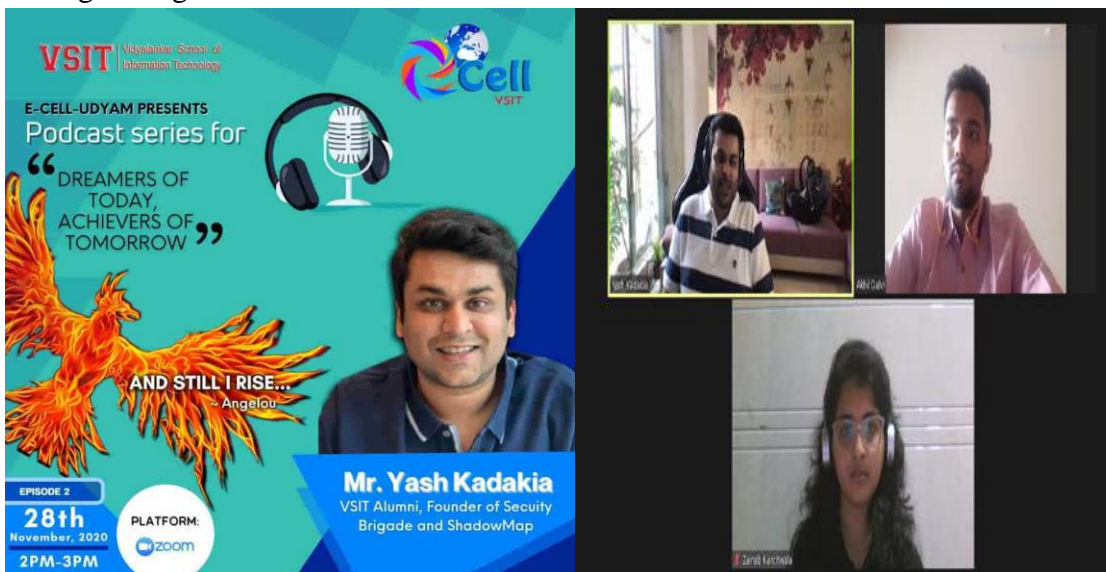 VSIT
Vidyalankar School of
Information Technology
Cell
VSIT
E-CELL-UDYAM PRESENTS
Podcast series for
“DREAMERS OF
TODAY,
ACHIEVERS OF
TOMORROW”
AND STILL I RISE...
~ Angelou
EPISODE 2
28th
November, 2020
2PM-3PM
PLATFORM:
zoom
Mr. Yash Kadakia
VSIT Alumni, Founder of Secuity
Brigade and ShadowMap
Yash Kadakia
Akhil Dalvi
Zainab Karchwala